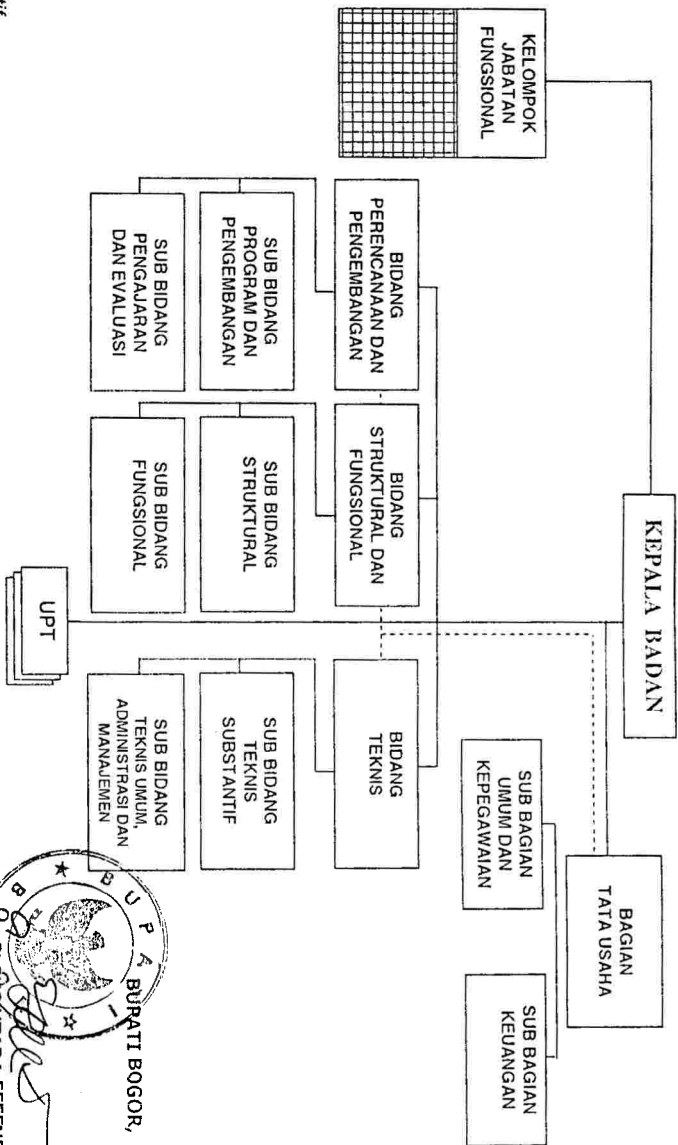 KEPALA BADAN
KELOMPOK
JABATAN
FUNGSIONAL
BAGIAN
TATA USAHA
SUB BAGIAN
UMUM DAN
KEPEGAWAIAN
SUB BAGIAN
KEUANGAN
BIDANG
PERENCANAAN DAN
PENGEMBANGAN
BIDANG
STRUKTURAL DAN
FUNGSIONAL
BIDANG
TEKNIS
SUB BIDANG
PROGRAM DAN
PENGEMBANGAN
SUB BIDANG
STRUKTURAL
SUB BIDANG
TEKNIS
SUBSTANTIF
SUB BIDANG
PENGAJARAN
DAN EVALUASI
SUB BIDANG
FUNGSIONAL
SUB BIDANG
TEKNIS UMUM,
ADMINISTRASI DAN
MANAJEMEN
UPT
BUPATI BOGOR,
BUPATI